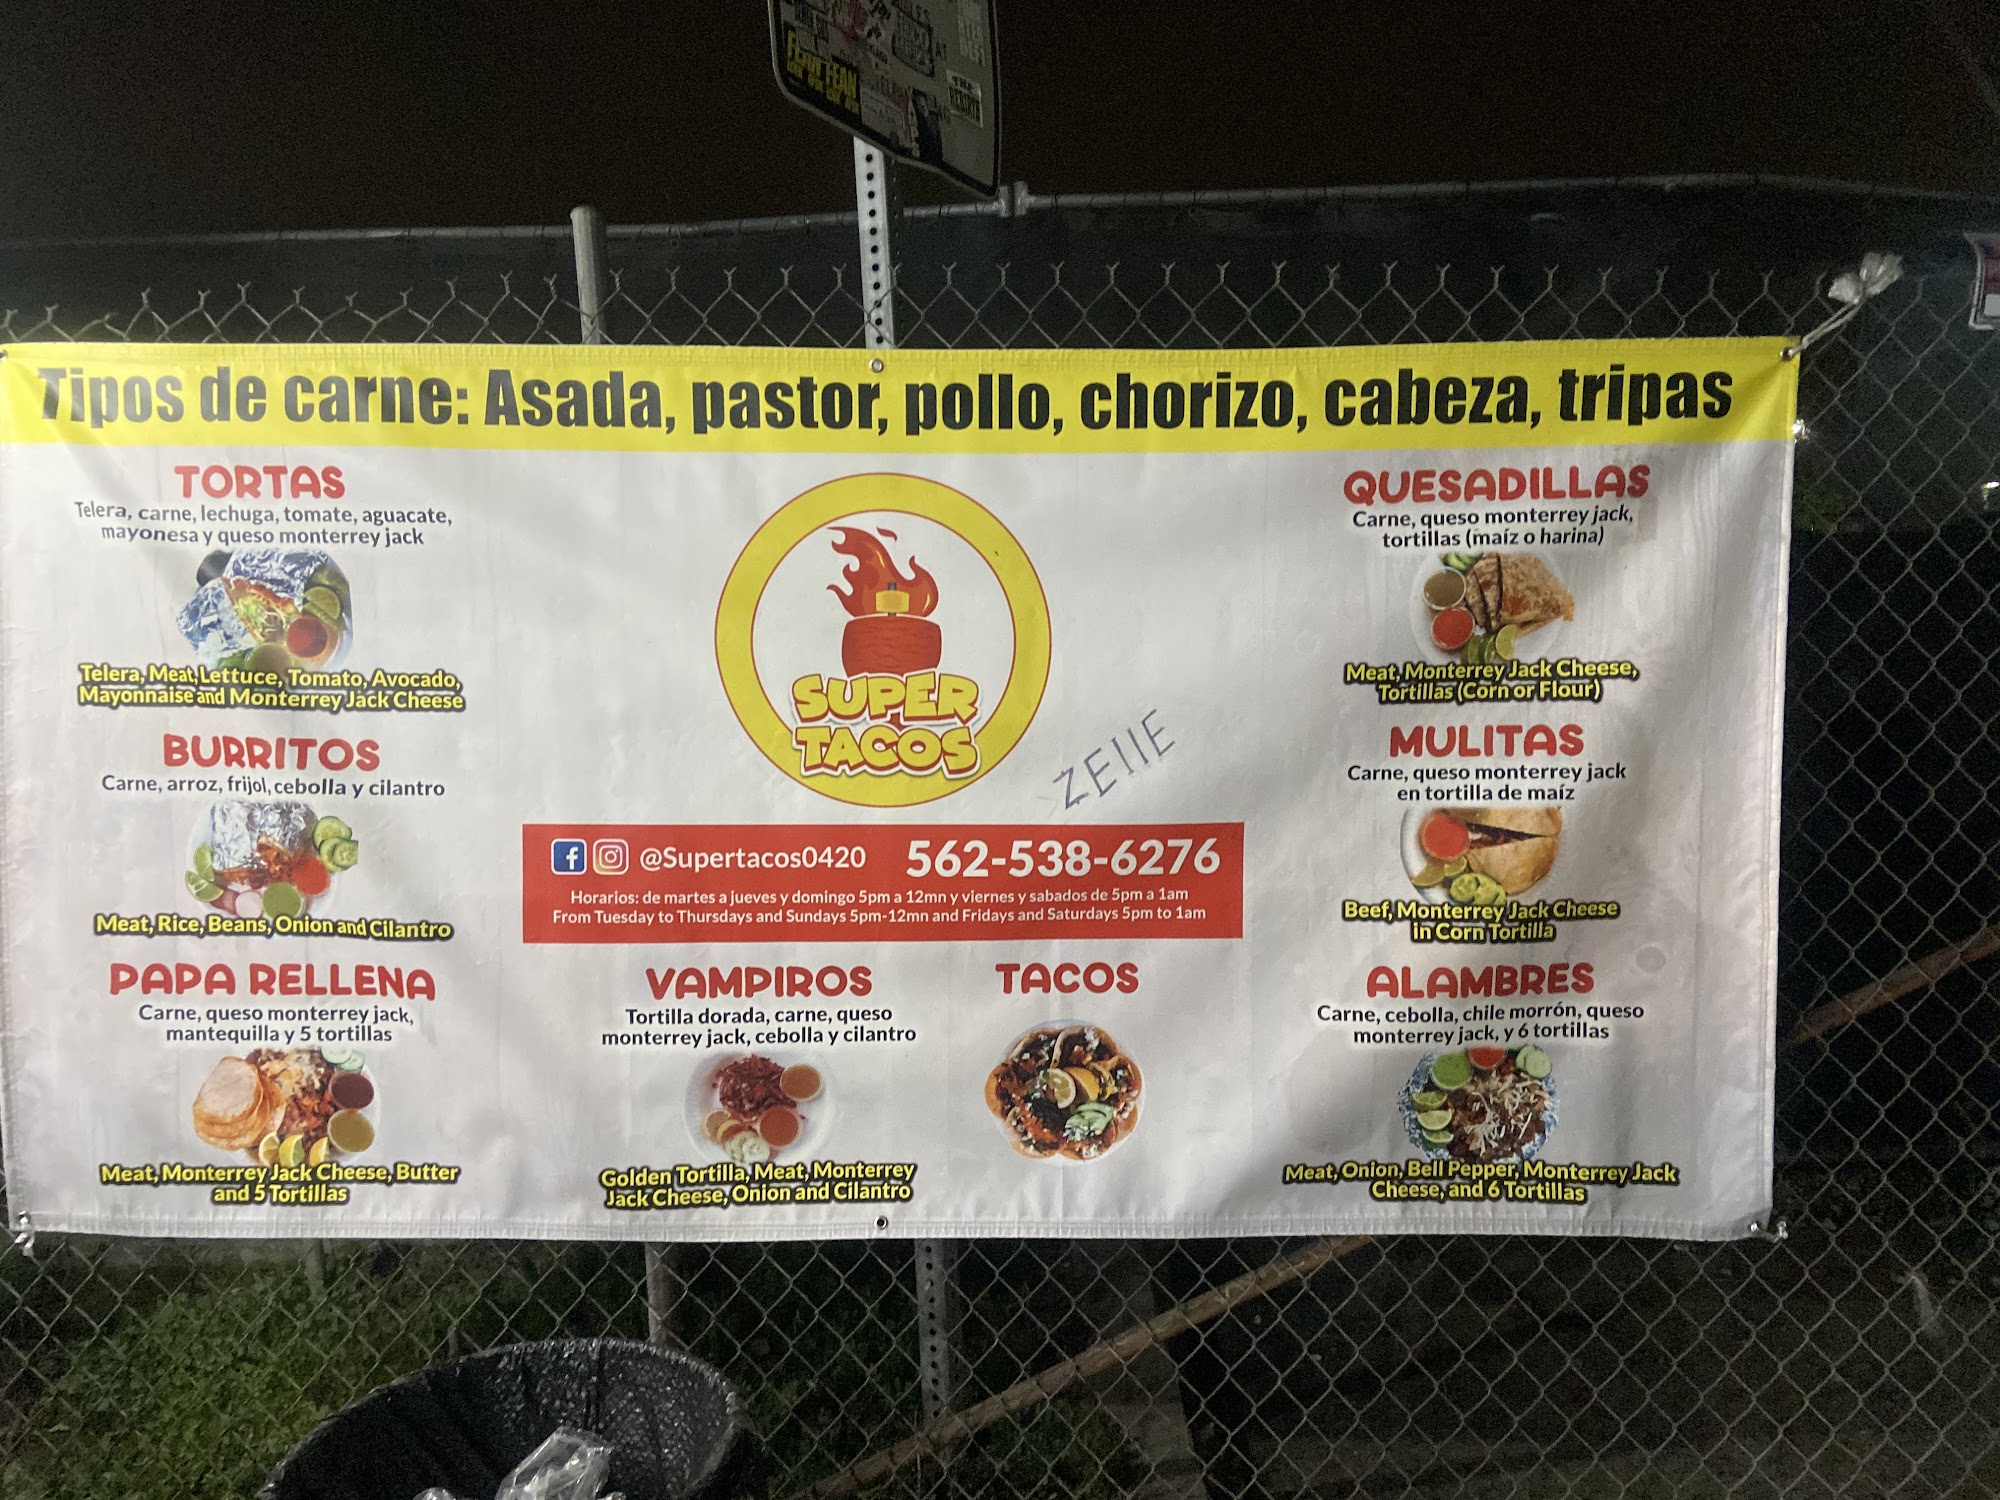 FEAR
REBIRTH
Tipos de carne: Asada, pastor, pollo, chorizo, cabeza, tripas
TORTAS
Telera, carne, lechuga, tomate, aguacate,
mayonesa y queso monterrey jack
Telera, Meat, Lettuce, Tomato, Avocado,
Mayonnaise and Monterrey Jack Cheese
BURRITOS
Carne, arroz, frijol, cebolla y cilantro
Meat, Rice, Beans, Onion and Cilantro
PAPA RELLENA
Carne, queso monterrey jack,
mantequilla y 5 tortillas
Meat, Monterrey Jack Cheese, Butter
and 5 Tortillas
SUPER
TACOS
ZEllE
@Supertacos0420 562-538-6276
Horarios: de martes a jueves y domingo 5pm a 12mn y viernes y sabados de 5pm a 1am
From Tuesday to Thursdays and Sundays 5pm-12mn and Fridays and Saturdays 5pm to 1am
VAMPIROS
Tortilla dorada, carne, queso
monterrey jack, cebolla y cilantro
Golden Tortilla, Meat, Monterrey
Jack Cheese, Onion and Cilantro
TACOS
QUESADILLAS
Carne, queso monterrey jack,
tortillas (maíz o harina)
Meat, Monterrey Jack Cheese,
Tortillas (Corn or Flour)
MULITAS
Carne, queso monterrey jack
en tortilla de maíz
Beef, Monterrey Jack Cheese
in Corn Tortilla
ALAMBRES
Carne, cebolla, chile morrón, queso
monterrey jack, y 6 tortillas
Meat, Onion, Bell Pepper, Monterrey Jack
Cheese, and 6 Tortillas